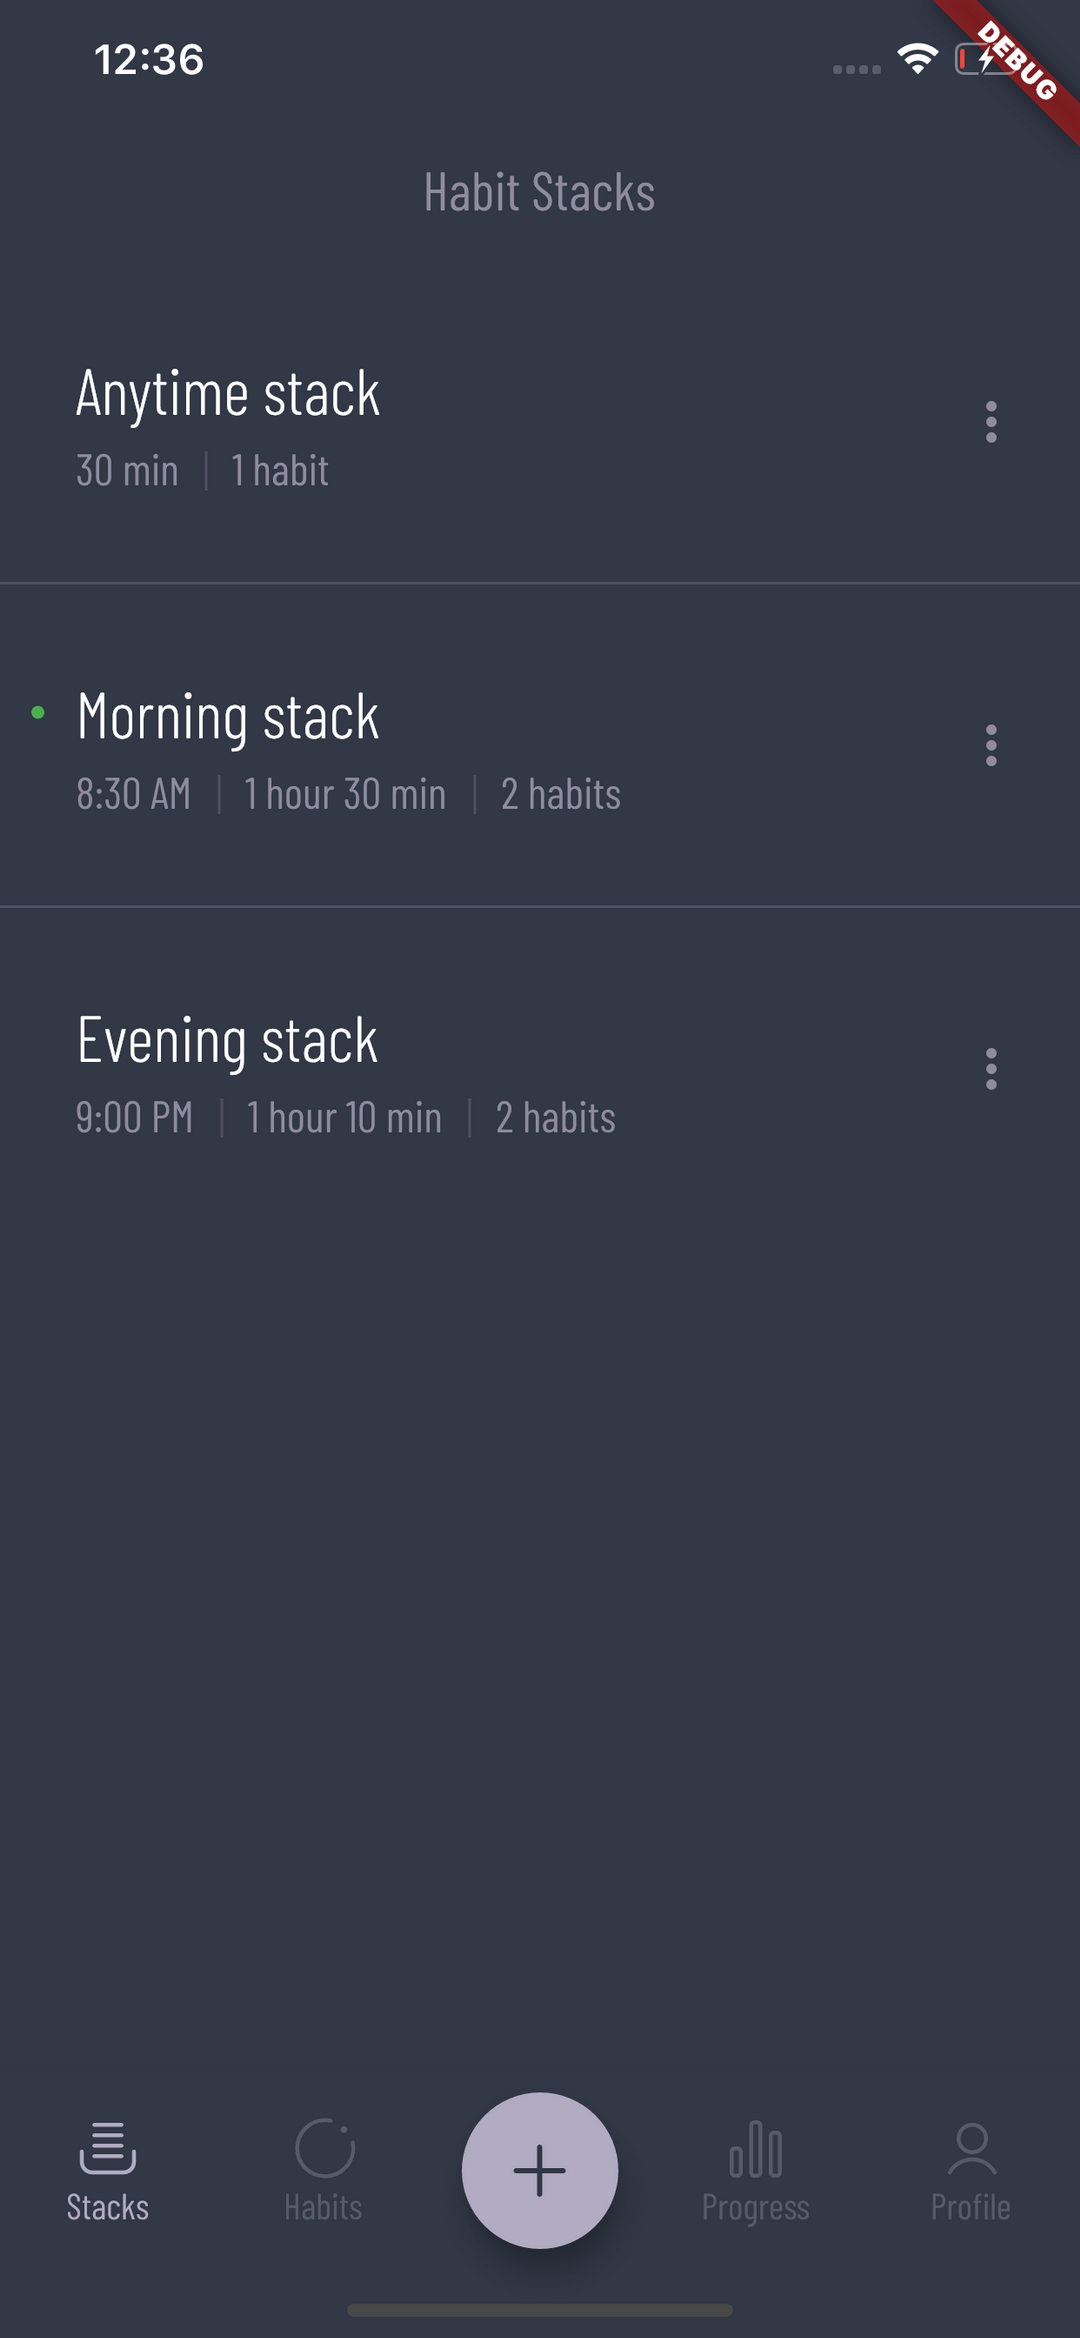 12:36
DEBUG
Habit Stacks
Anytime stack
30 min | 1 habit
Morning stack
8:30 AM | 1 hour 30 min | 2 habits
Evening stack
9:00 PM | 1 hour 10 min | 2 habits
Stacks Habits Progress Profile